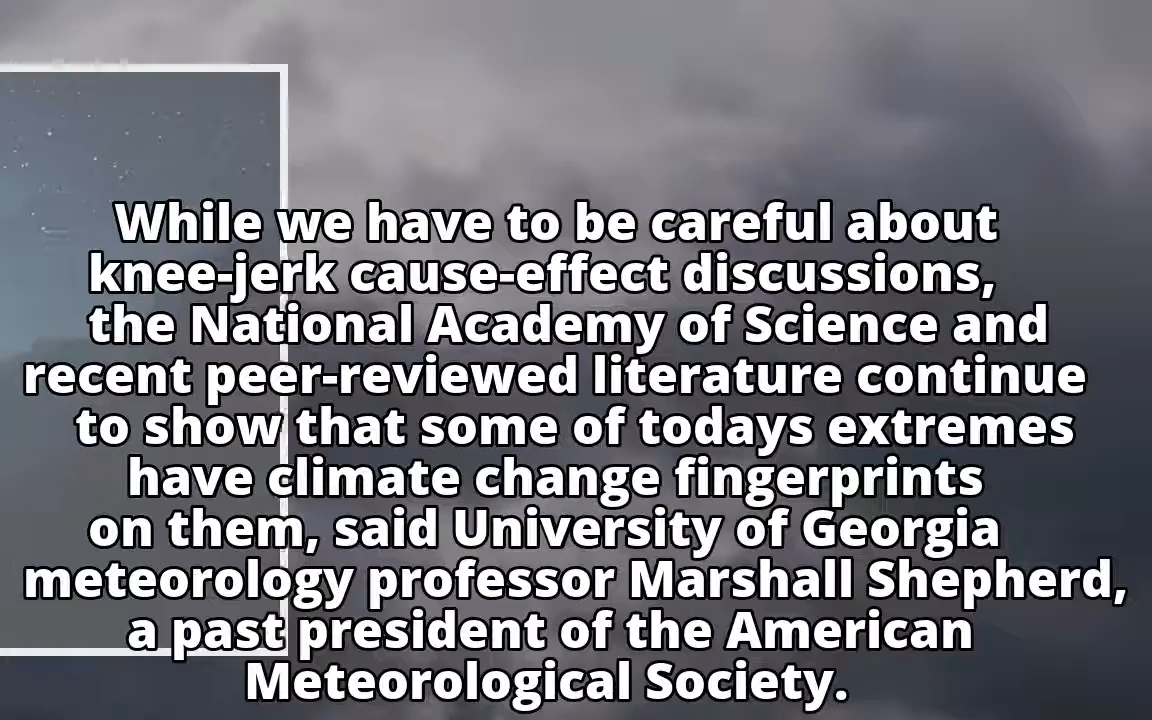 While we have to be careful about
knee-jerk cause-effect discussions,
the National Academy of Science and
recent peer-reviewed literature continue
to show that some of todays extremes
have climate change fingerprints
on them, said University of Georgia
meteorology professor Marshall Shepherd,
a past president of the American
Meteorological Society.